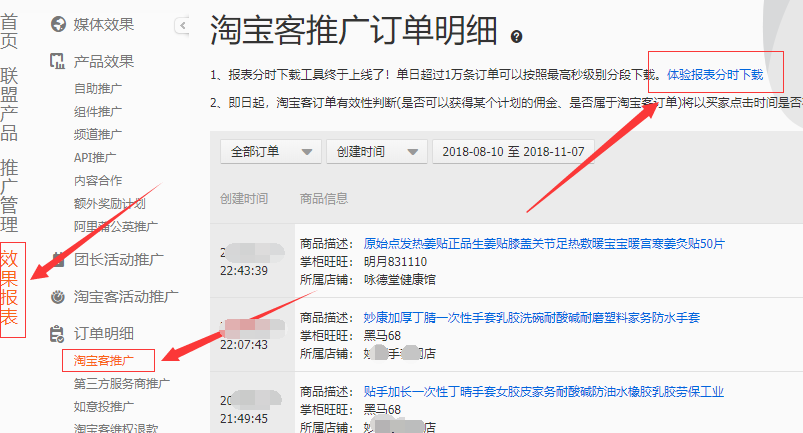 首页
联盟产品
推广管理
效果报表
媒体效果
产品效果
自助推广
组件推广
频道推广
API推广
内容合作
额外奖励计划
阿里蒲公英推广
团长活动推广
淘宝客活动推广
订单明细
淘宝客推广
第三方服务商推广
如意投推广
淘宝客维权退款
淘宝客推广订单明细
1、报表分时下载工具终于上线了！单日超过1万条订单可以按照最高秒级别分段下载。体验报表分时下载
2、即日起，淘宝客订单有效性判断(是否可以获得某个计划的佣金、是否属于淘宝客订单)将以买家点击时间是否
全部订单 创建时间 2018-08-10 至 2018-11-07
创建时间 商品信息
22:43:39
商品描述： 原始点发热姜贴正品生姜贴膝盖关节足热敷暖宝宝暖宫寒姜灸贴50片
掌柜旺旺： 明月831110
所属店铺： 咏德堂健康馆
22:07:43
商品描述： 妙康加厚丁腈一次性手套乳胶洗碗耐酸碱耐磨塑料家务防水手套
掌柜旺旺： 黑马68
所属店铺：
20
21:49:45
商品描述： 贴手加长一次性丁晴手套女胶皮家务耐酸碱防油水橡胶乳胶劳保工业
掌柜旺旺： 黑马68
所属店铺：